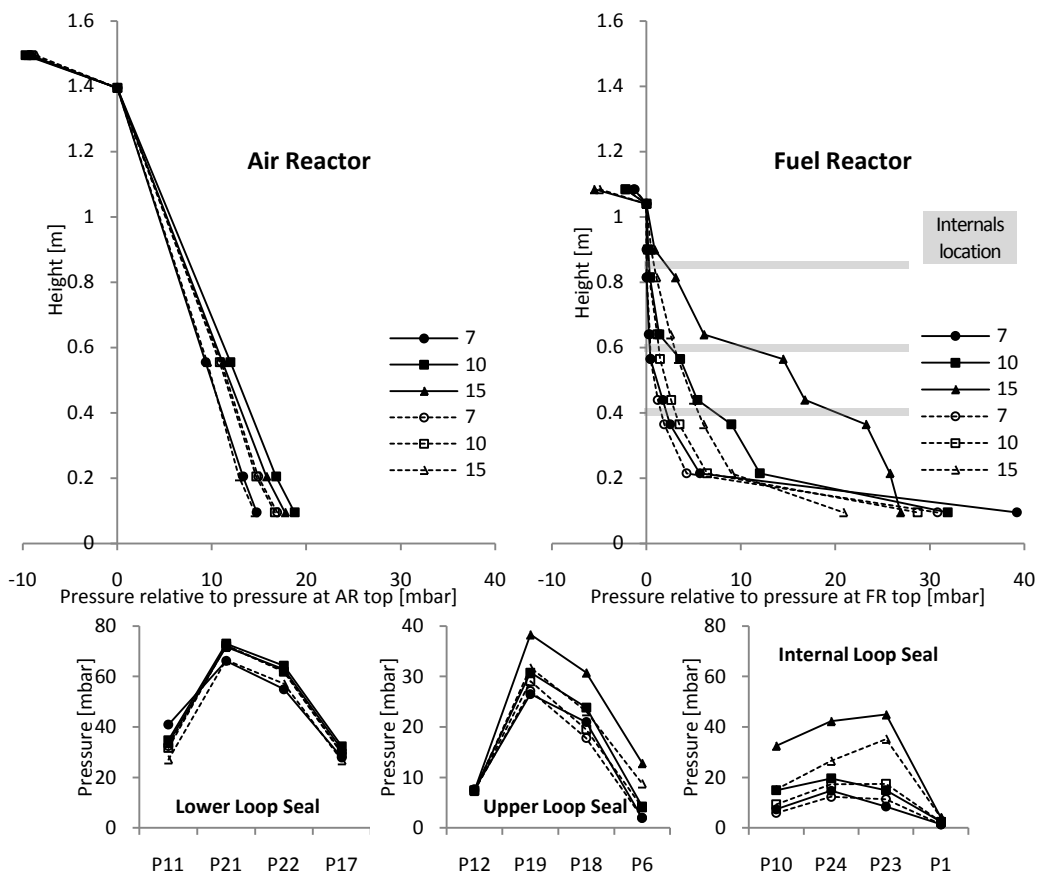 1.6
1.4
1.2
1
0.8
0.6
0.4
0.2
0
-10 0 10 20 30 40
Height [m]
Air Reactor
7
10
15
7
10
15
Pressure relative to pressure at AR top [mbar]
1.6
1.4
1.2
1
0.8
0.6
0.4
0.2
0
-10 0 10 20 30 40
Height [m]
Fuel Reactor
Internals
location
7
10
15
7
10
15
Pressure relative to pressure at FR top [mbar]
80
60
40
20
0
Pressure [mbar]
Lower Loop Seal
P11 P21 P22 P17
40
30
20
10
0
Pressure [mbar]
Upper Loop Seal
P12 P19 P18 P6
80
60
40
20
0
Pressure [mbar]
Internal Loop Seal
P10 P24 P23 P1